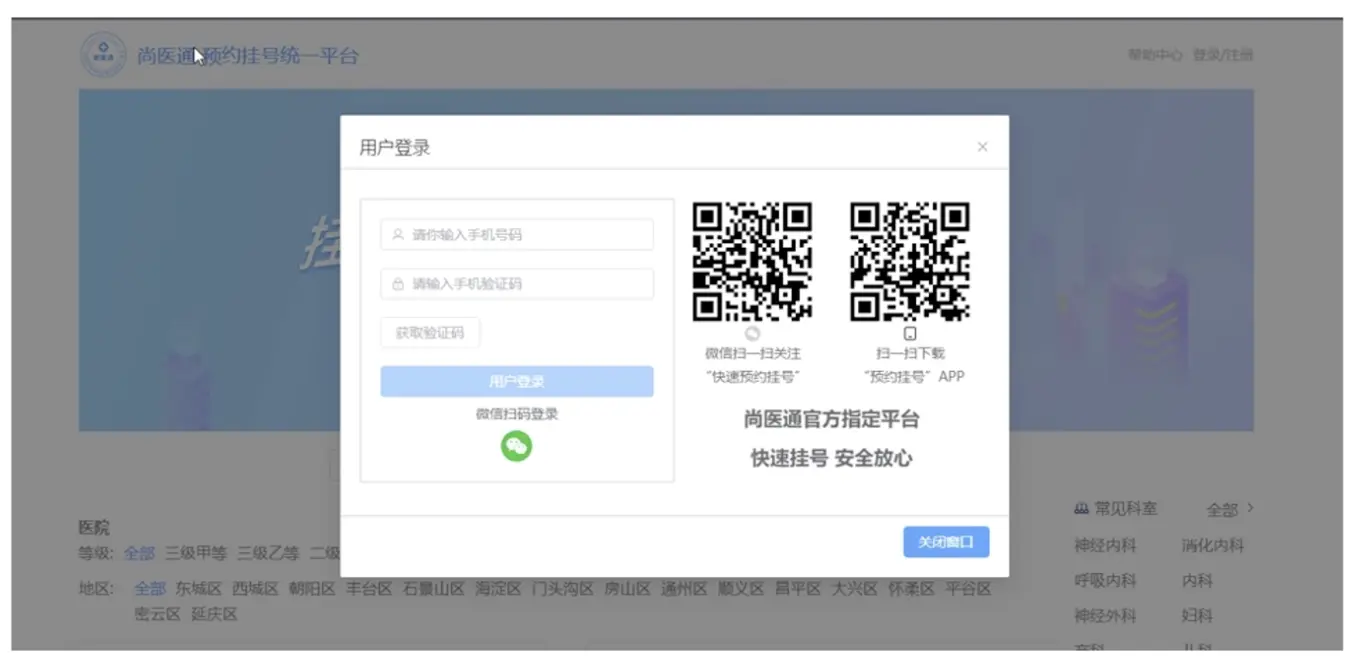 尚医通 预约挂号统一平台
帮助中心 登录/注册
挂
用户登录
请你输入手机号码
请输入手机验证码
获取验证码
用户登录
微信扫码登录
微信扫一扫关注
“快速预约挂号”
扫一扫下载
“预约挂号”APP
尚医通官方指定平台
快速挂号 安全放心
关闭窗口
医院
等级: 全部 三级甲等 三级乙等 二级
地区: 全部 东城区 西城区 朝阳区 丰台区 石景山区 海淀区 门头沟区 房山区 通州区 顺义区 昌平区 大兴区 怀柔区 平谷区
密云区 延庆区
常见科室 全部
神经内科 消化内科
呼吸内科 内科
神经外科 妇科